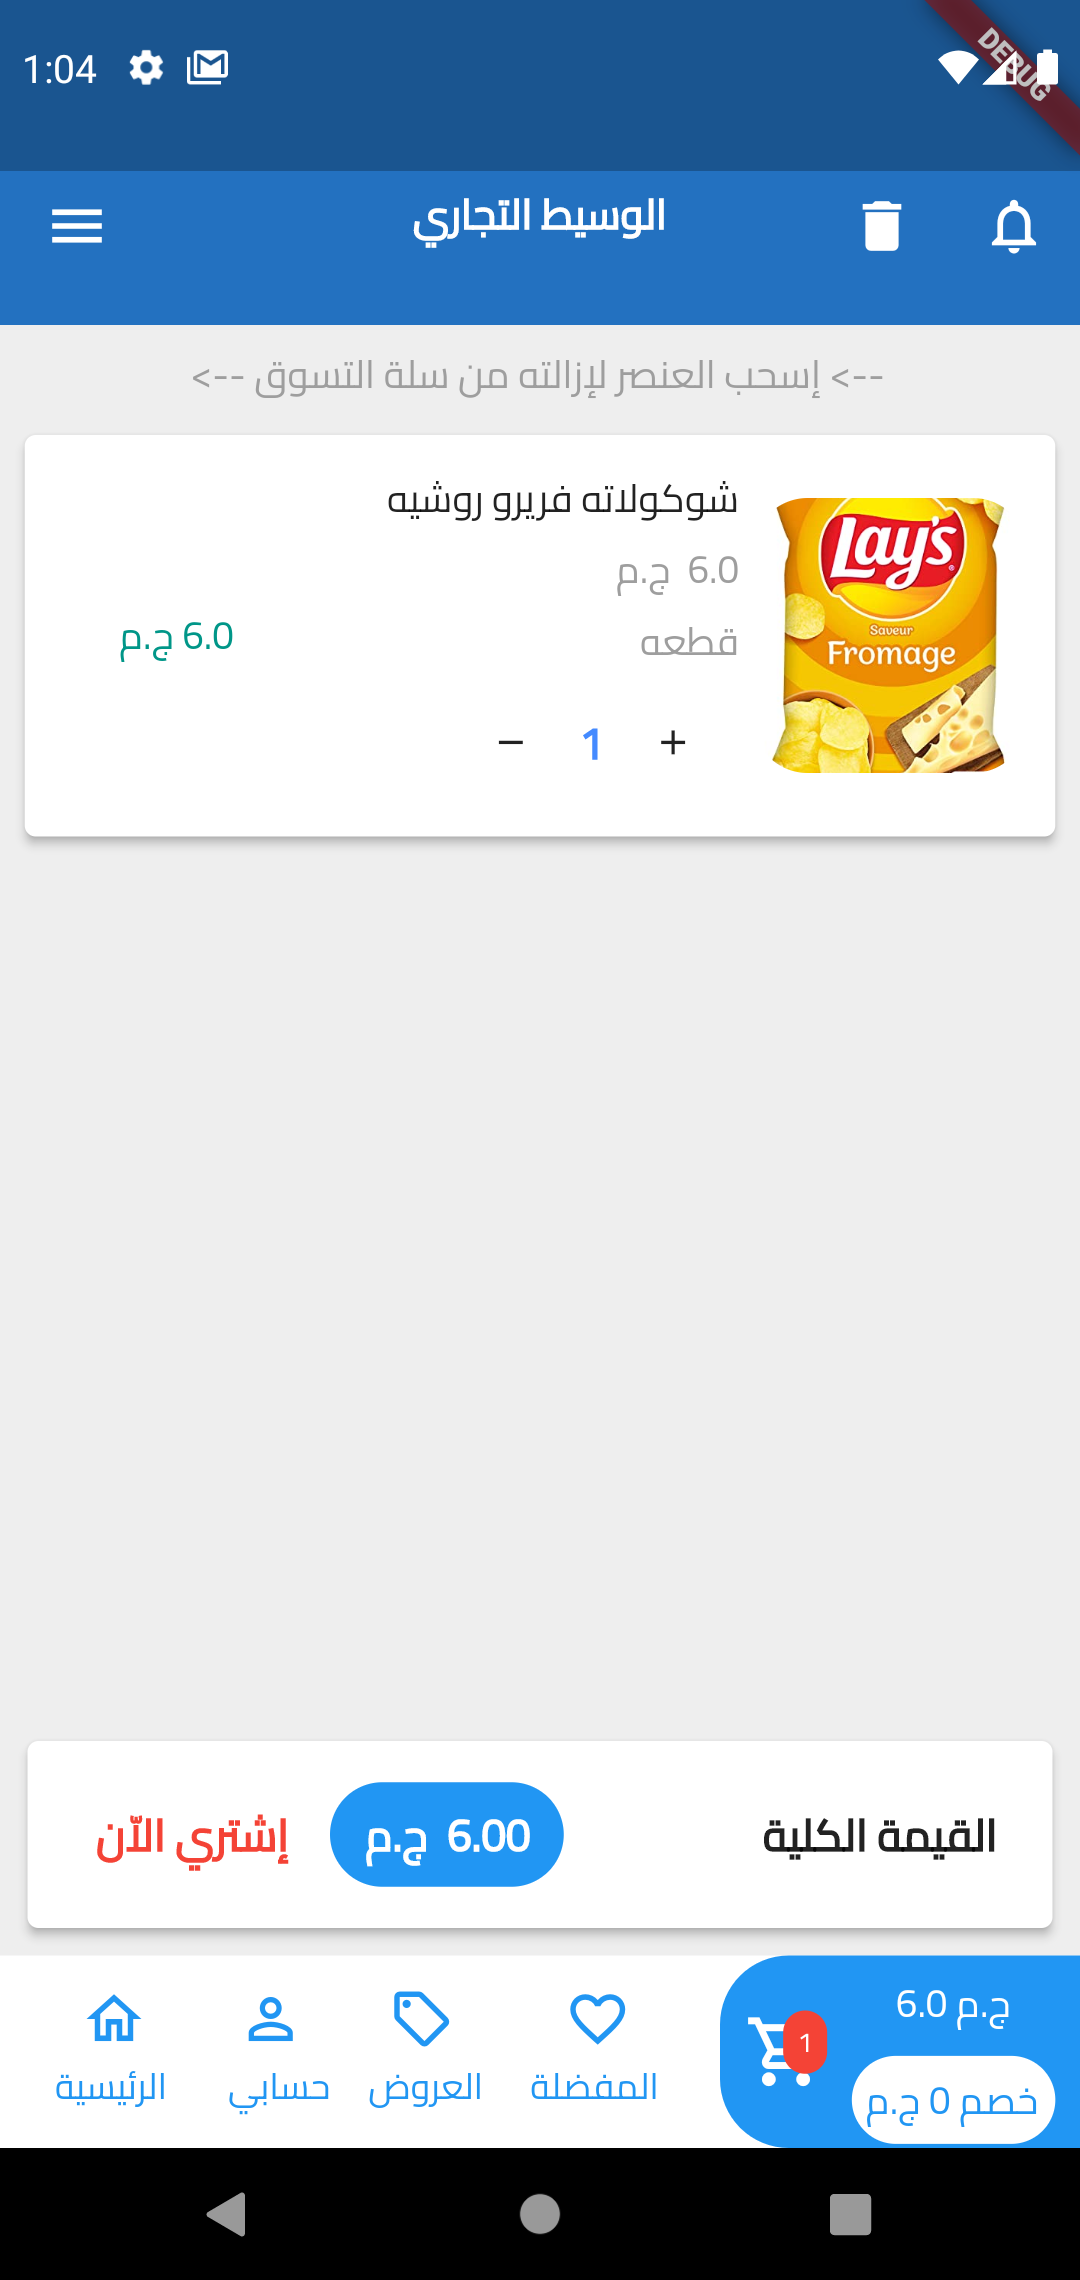 1:04
DEBUG
الوسيط التجاري
--> إسحب العنصر لإزالته من سلة التسوق -->
شوكولاته فريرو روشيه
6.0 ج.م
قطعه
6.0 ج.م
− 1 +
Lay's
Saveur
Fromage
القيمة الكلية
6.00 ج.م
إشتري الآن
الرئيسية
حسابي
العروض
المفضلة
1
6.0 ج.م
خصم 0 ج.م